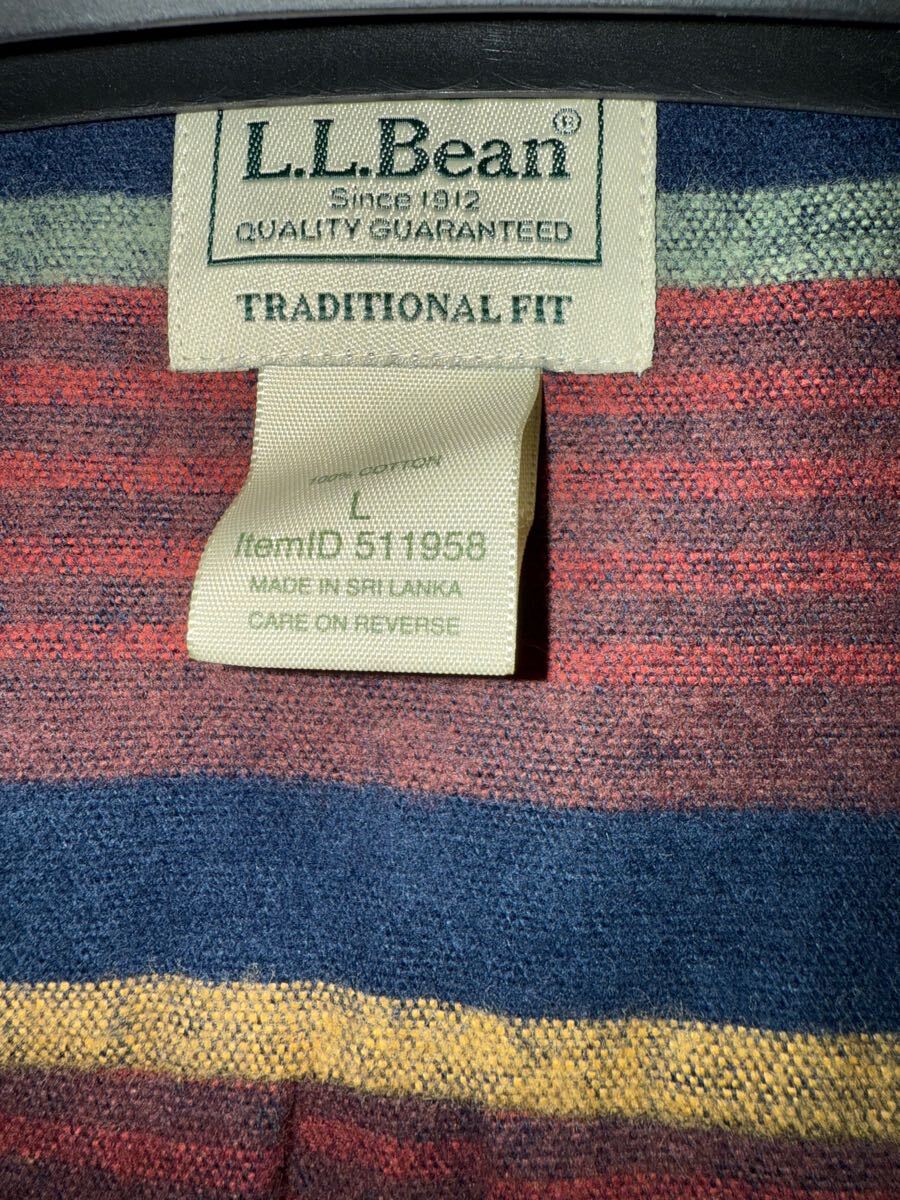 L.L.Bean®
Since 1912
QUALITY GUARANTEED
TRADITIONAL FIT
100% COTTON
L
ItemID 511958
MADE IN SRI LANKA
CARE ON REVERSE